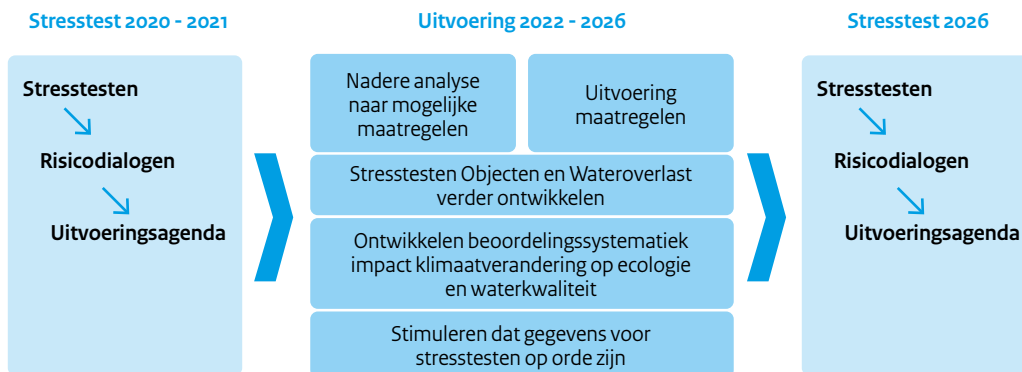 Stresstest 2020 - 2021
Stresstesten
Risicodialogen
Uitvoeringsagenda
Uitvoering 2022 - 2026
Nadere analyse
naar mogelijke
maatregelen
Uitvoering
maatregelen
Stresstesten Objecten en Wateroverlast
verder ontwikkelen
Ontwikkelen beoordelingssystematiek
impact klimaatverandering op ecologie
en waterkwaliteit
Stimuleren dat gegevens voor
stresstesten op orde zijn
Stresstest 2026
Stresstesten
Risicodialogen
Uitvoeringsagenda